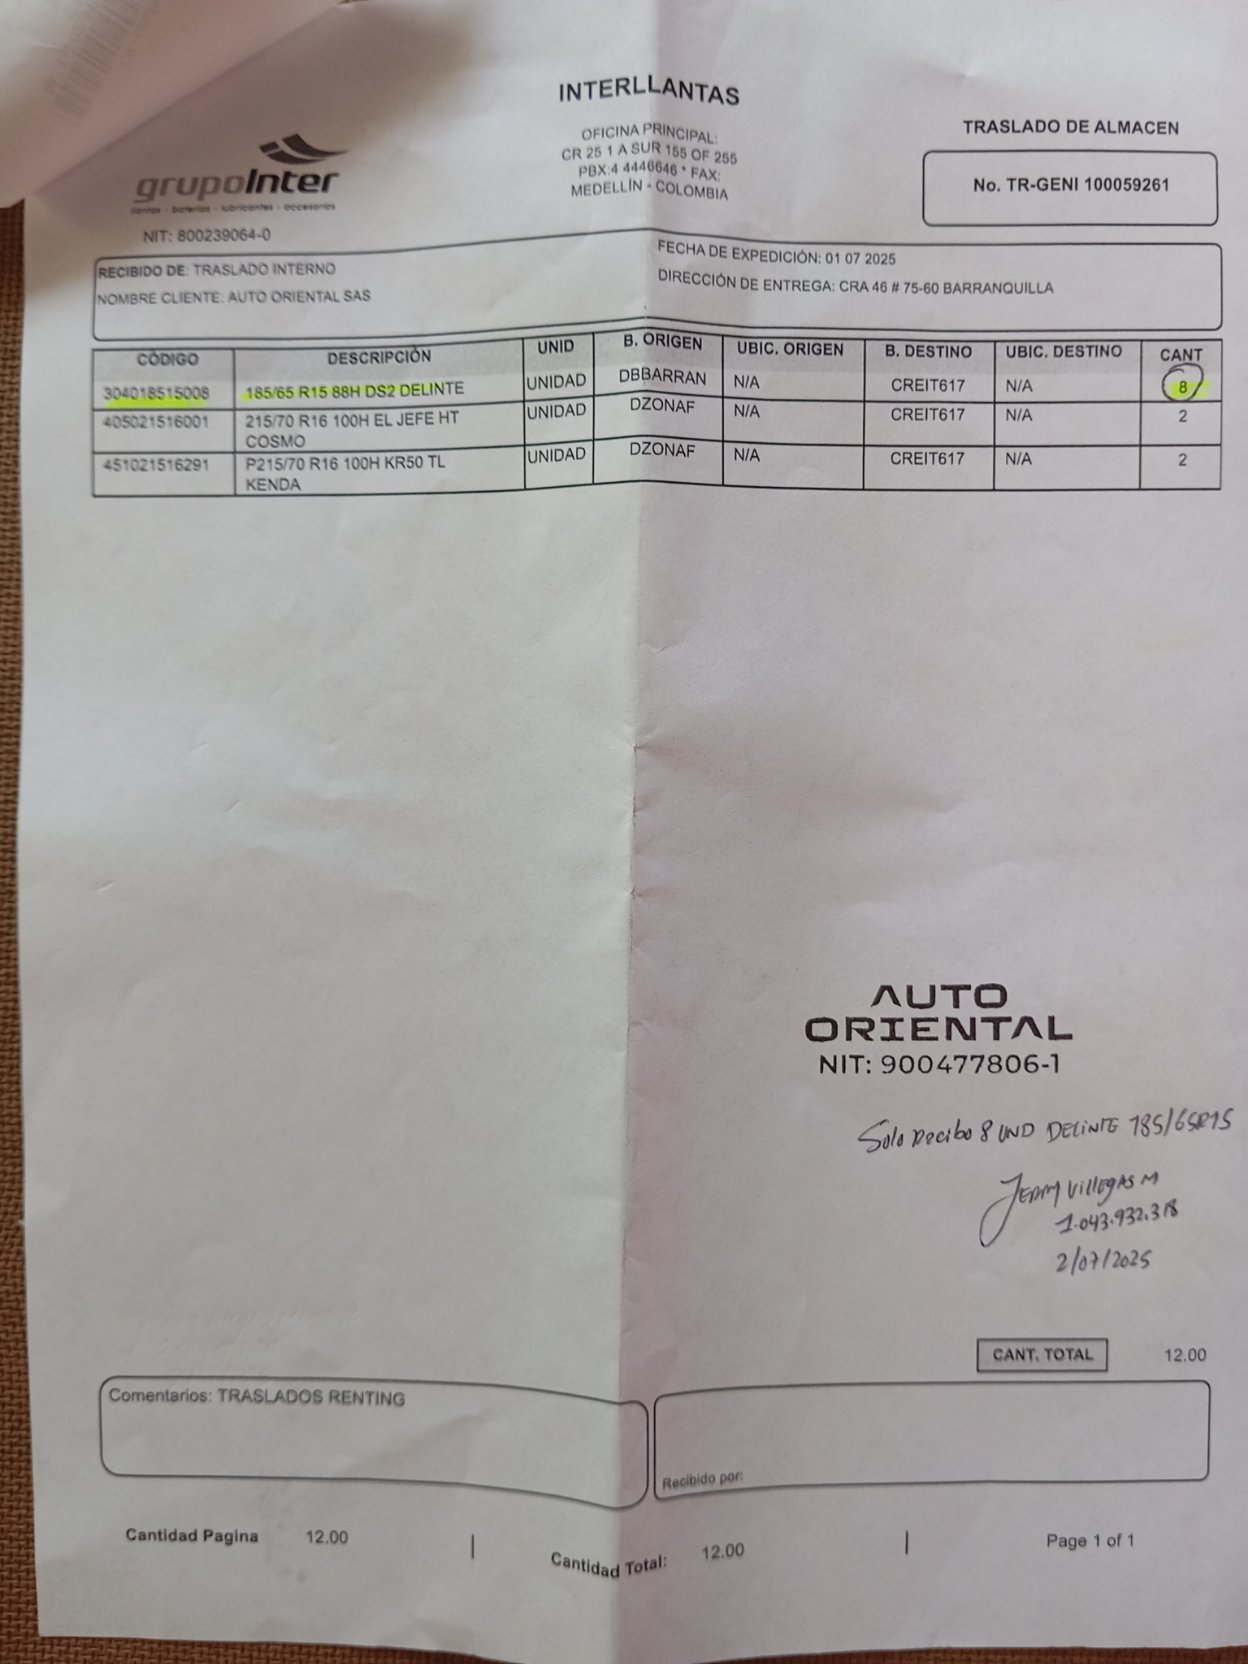 INTERLLANTAS
OFICINA PRINCIPAL:
CR 25 1 A SUR 155 OF 255
PBX:4 4446646 * FAX:
MEDELLÍN - COLOMBIA
TRASLADO DE ALMACEN
No. TR-GENI 100059261
grupoInter
llantas - baterías - lubricantes - accesorios
NIT: 800239064-0
RECIBIDO DE: TRASLADO INTERNO
NOMBRE CLIENTE: AUTO ORIENTAL SAS
FECHA DE EXPEDICIÓN: 01 07 2025
DIRECCIÓN DE ENTREGA: CRA 46 # 75-60 BARRANQUILLA
CÓDIGO DESCRIPCIÓN UNID B. ORIGEN UBIC. ORIGEN B. DESTINO UBIC. DESTINO CANT
304018515008 185/65 R15 88H DS2 DELINTE UNIDAD DBBARRAN N/A CREIT617 N/A 8
405021516001 215/70 R16 100H EL JEFE HT UNIDAD DZONAF N/A CREIT617 N/A 2
COSMO
451021516291 P215/70 R16 100H KR50 TL UNIDAD DZONAF N/A CREIT617 N/A 2
KENDA
AUTO
ORIENTAL
NIT: 900477806-1
Solo Recibo 8 UND DELINTE 185/65R15
Villegas M
1.043.932.318
2/07/2025
CANT. TOTAL 12.00
Comentarios: TRASLADOS RENTING
Recibido por:
Cantidad Pagina 12.00 | Cantidad Total: 12.00 | Page 1 of 1